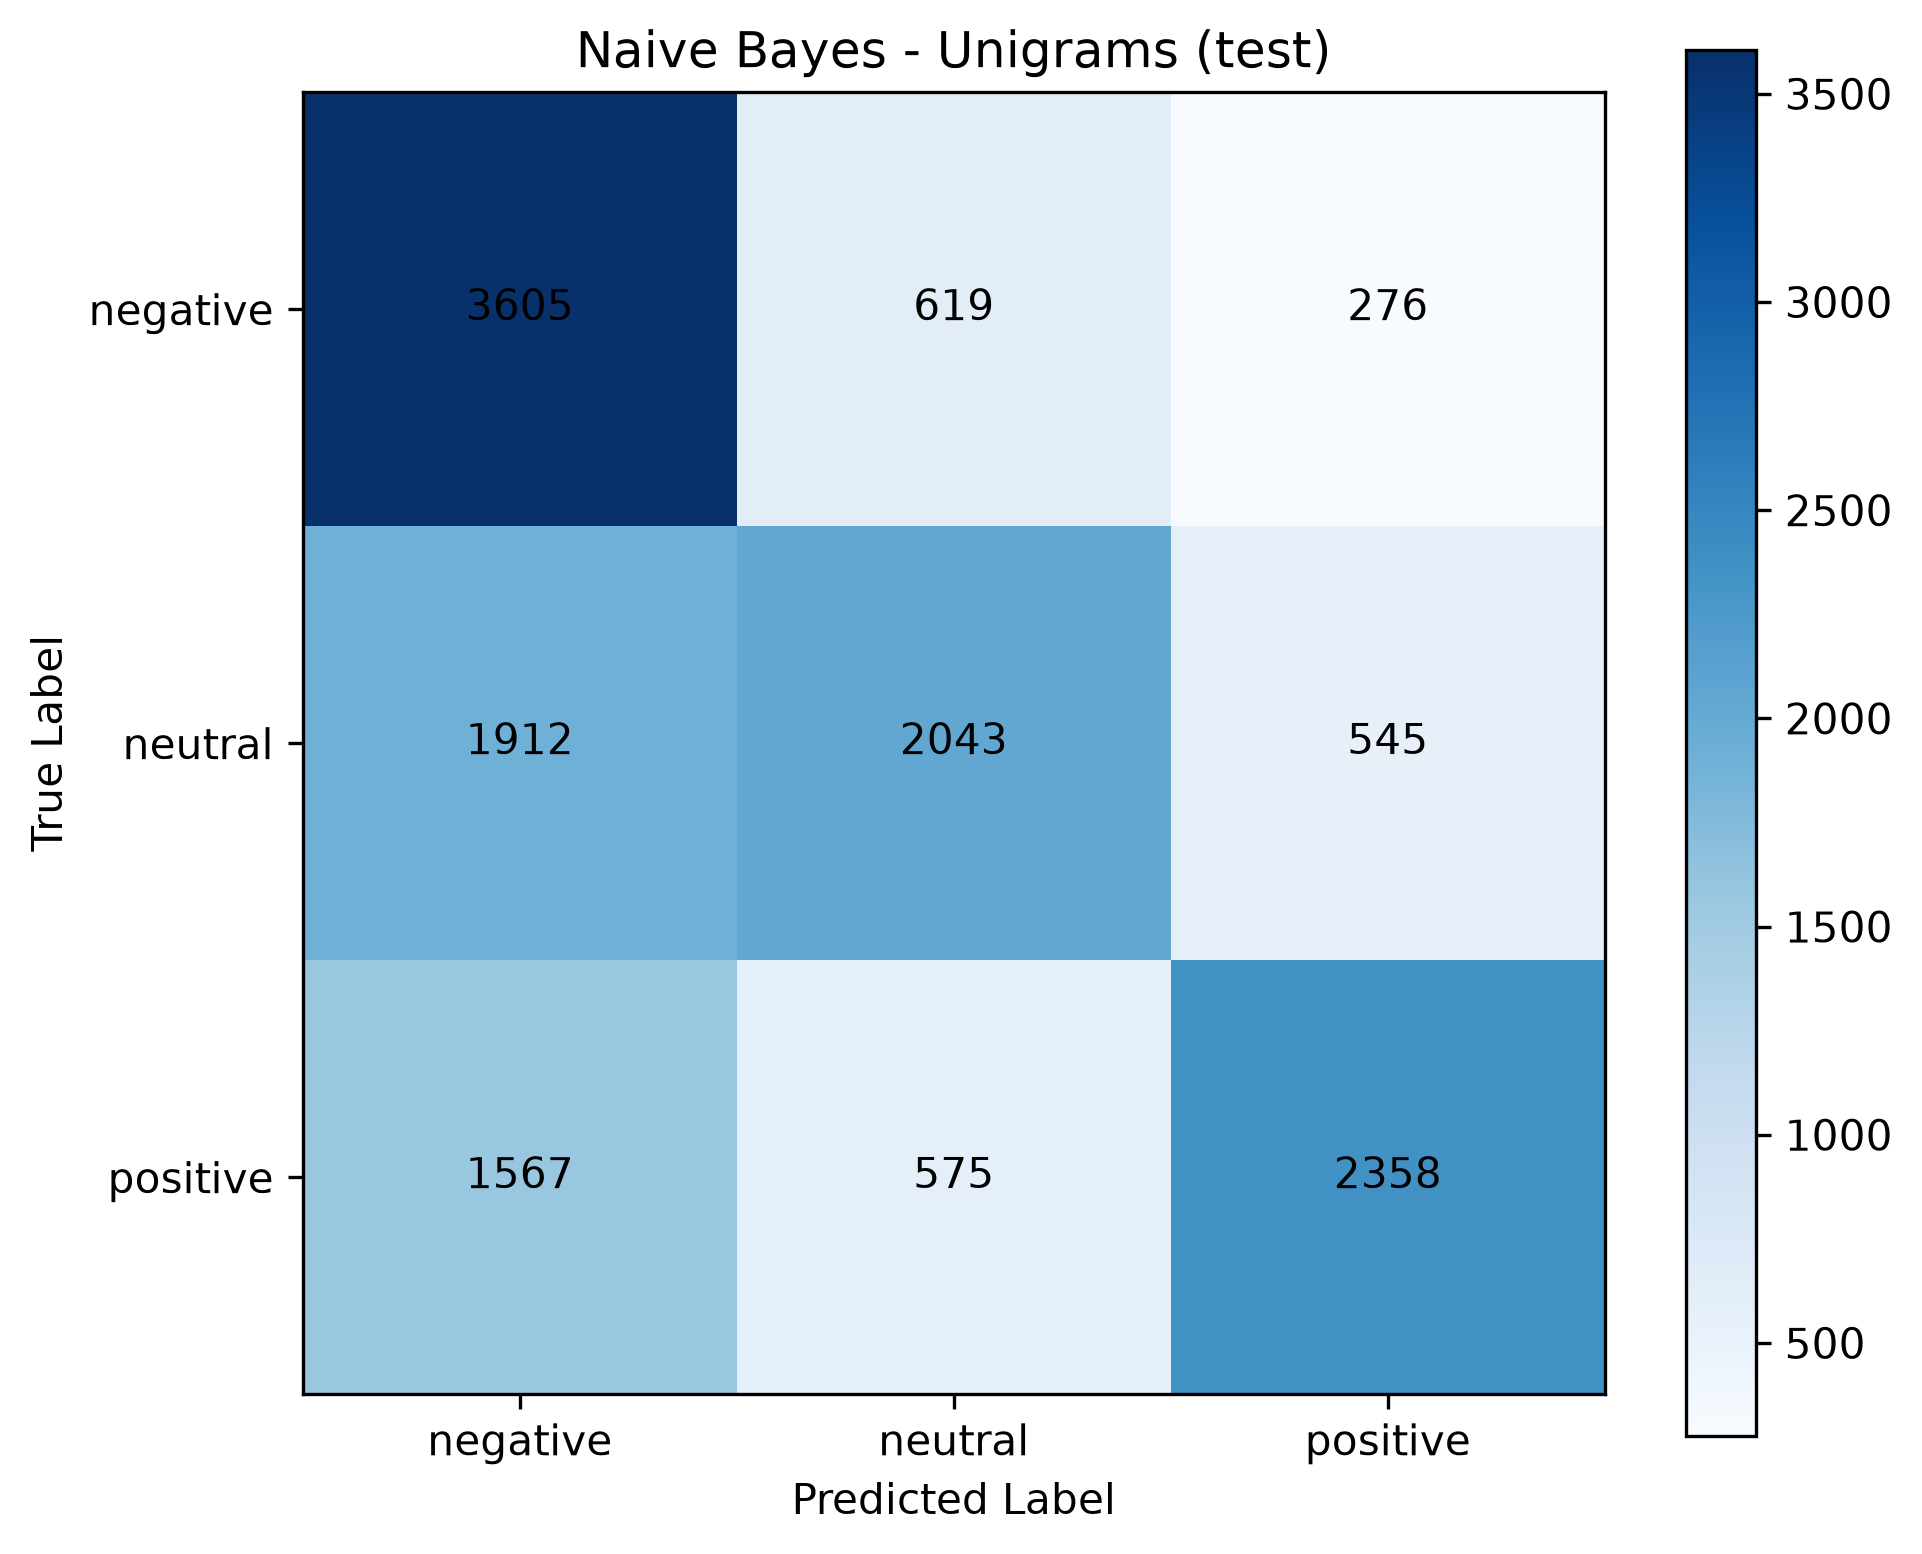 Naive Bayes - Unigrams (test)
negative 3605 619 276
neutral 1912 2043 545
positive 1567 575 2358
negative neutral positive
True Label
Predicted Label
3500
3000
2500
2000
1500
1000
500